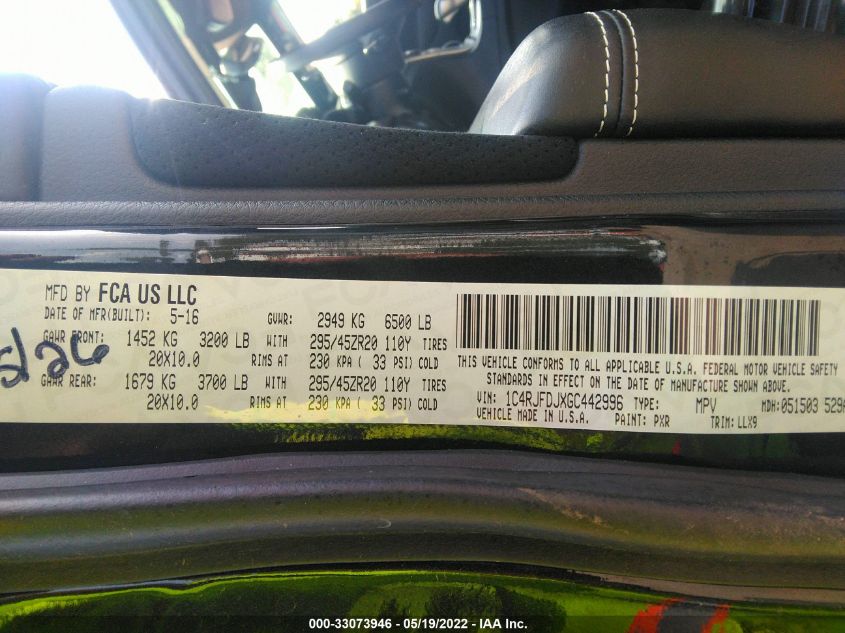 MFD BY FCA US LLC
DATE OF MFR(BUILT): 5-16 GVWR: 2949 KG 6500 LB
GAWR FRONT: 1452 KG 3200 LB WITH 295/45ZR20 110Y TIRES
20X10.0 RIMS AT 230 KPA ( 33 PSI) COLD
GAWR REAR: 1679 KG 3700 LB WITH 295/45ZR20 110Y TIRES
20X10.0 RIMS AT 230 KPA ( 33 PSI) COLD
THIS VEHICLE CONFORMS TO ALL APPLICABLE U.S.A. FEDERAL MOTOR VEHICLE SAFETY
STANDARDS IN EFFECT ON THE DATE OF MANUFACTURE SHOWN ABOVE.
VIN: 1C4RJFDJXGC442996 TYPE: MPV MDH:051503 529
VEHICLE MADE IN U.S.A. PAINT: PXR TRIM:LLX9
000-33073946 - 05/19/2022 - IAA Inc.